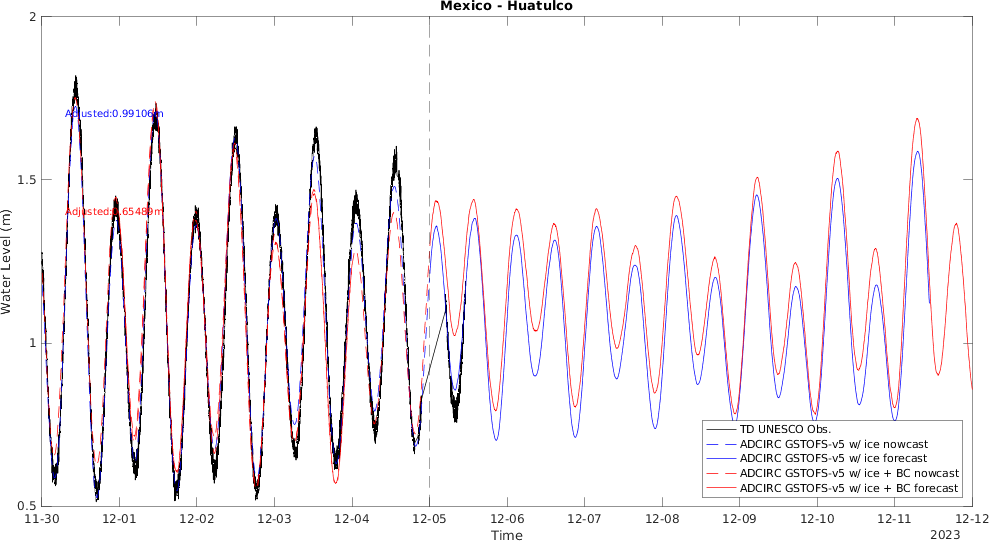 Mexico - Huatulco
2
1.5
1
0.5
Water Level (m)
Adjusted:0.99106m
Adjusted:0.65489m
TD UNESCO Obs.
ADCIRC GSTOFS-v5 w/ ice nowcast
ADCIRC GSTOFS-v5 w/ ice forecast
ADCIRC GSTOFS-v5 w/ ice + BC nowcast
ADCIRC GSTOFS-v5 w/ ice + BC forecast
11-30 12-01 12-02 12-03 12-04 12-05 12-06 12-07 12-08 12-09 12-10 12-11 12-12
Time
2023